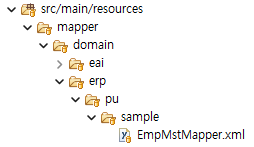 src/main/resources
mapper
domain
eai
erp
pu
sample
EmpMstMapper.xml